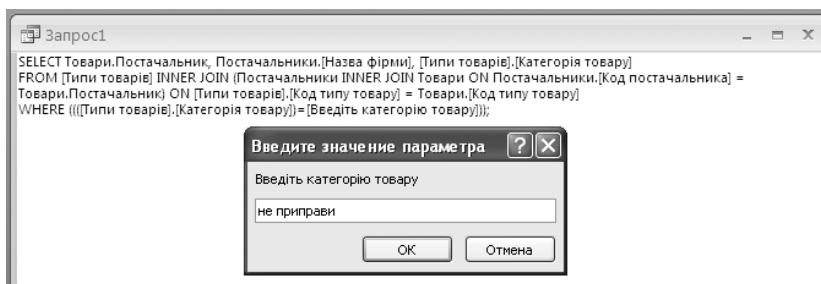 Запрос1
SELECT Товари.Постачальник, Постачальники.[Назва фірми], [Типи товарів].[Категорія товару]
FROM [Типи товарів] INNER JOIN (Постачальники INNER JOIN Товари ON Постачальники.[Код постачальника] =
Товари.Постачальник) ON [Типи товарів].[Код типу товару] = Товари.[Код типу товару]
WHERE ((([Типи товарів].[Категорія товару])=[Введіть категорію товару]));
Введите значение параметра
Введіть категорію товару
не приправи
ОК Отмена